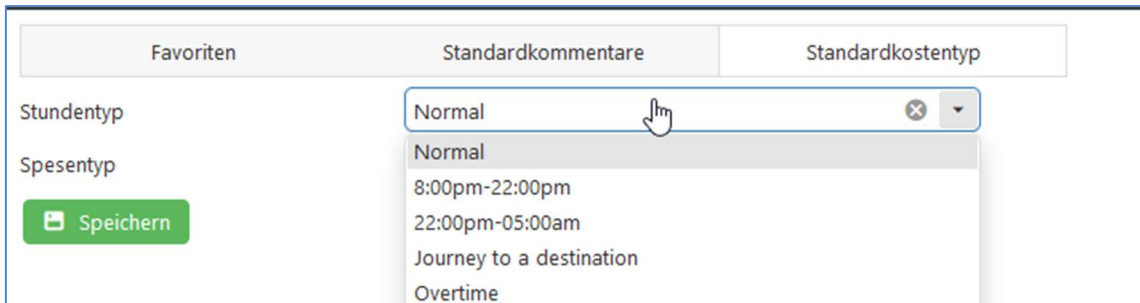 Favoriten Standardkommentare Standardkostentyp
Stundentyp Normal
Normal
Spesentyp
8:00pm-22:00pm
Speichern 22:00pm-05:00am
Journey to a destination
Overtime